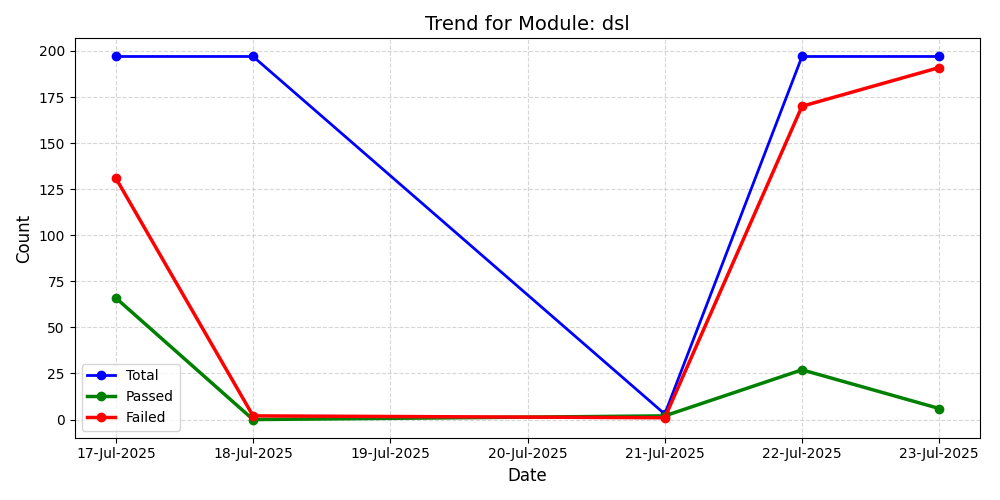 Trend for Module: dsl
200
175
150
125
100
75
50
25
0
Count
Total
Passed
Failed
17-Jul-2025 18-Jul-2025 19-Jul-2025 20-Jul-2025 21-Jul-2025 22-Jul-2025 23-Jul-2025
Date